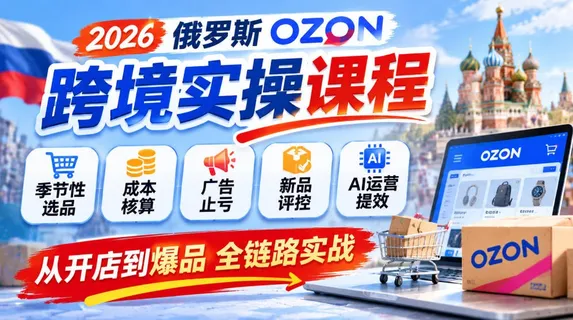 2026 俄罗斯 OZON
跨境实操课程
季节性
选品
成本
核算
广告
止亏
新品
评控
AI
AI运营
提效
OZON
从开店到爆品 全链路实战
OZON